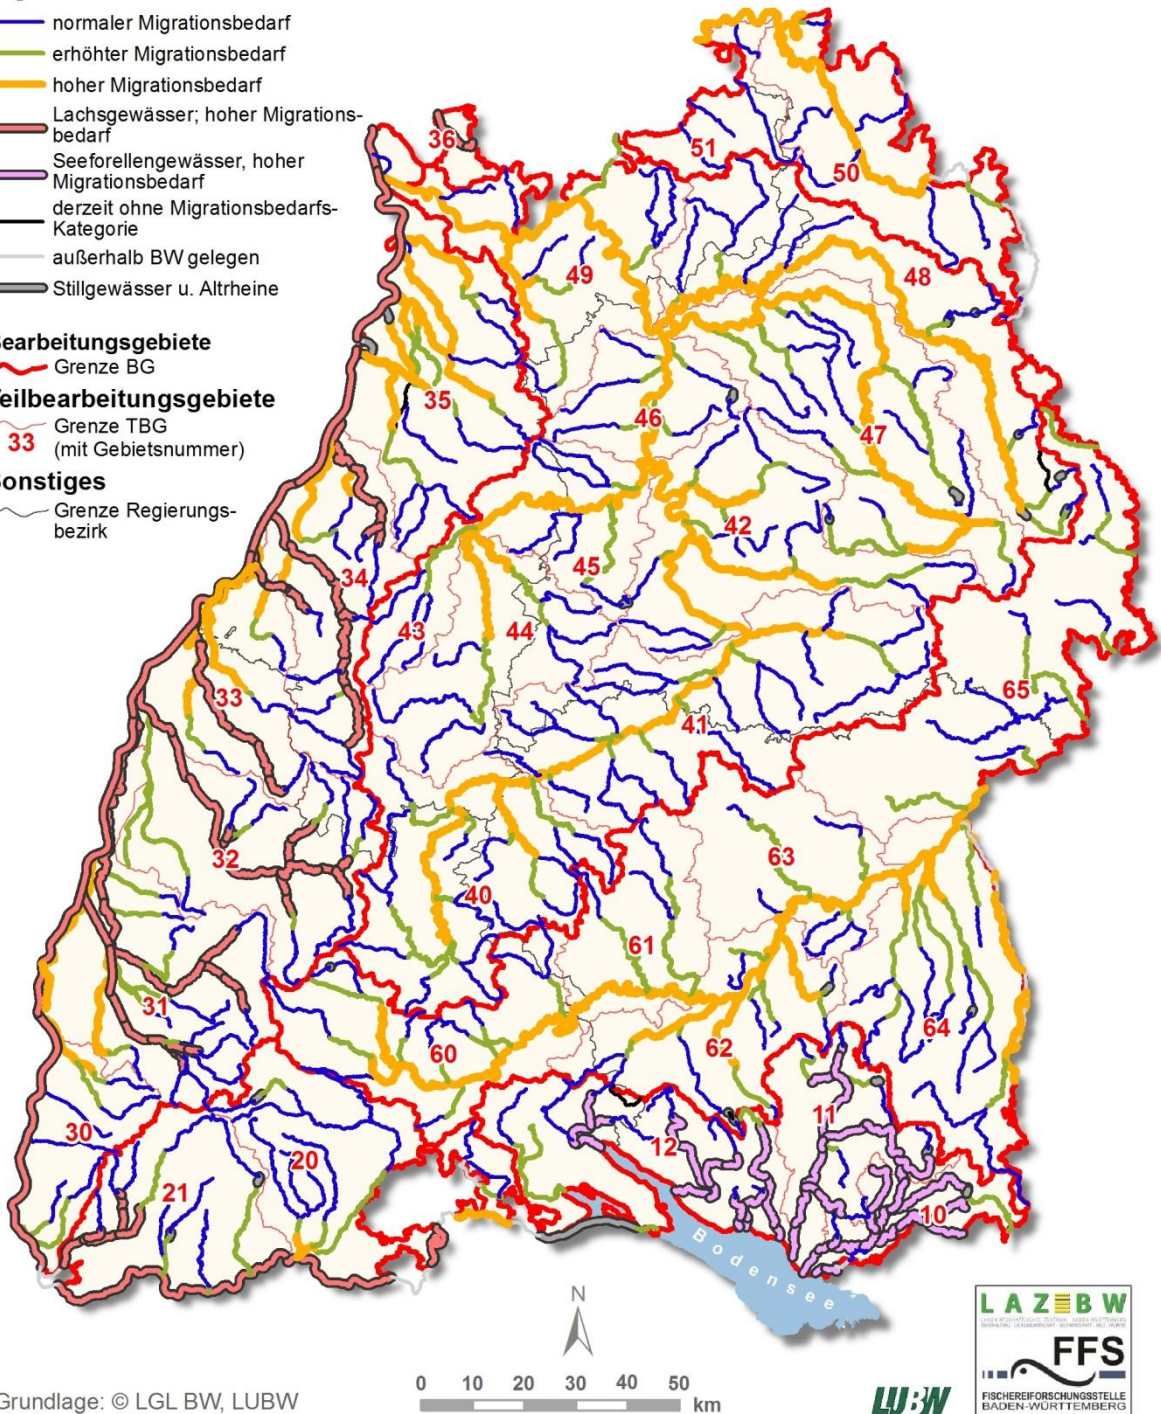 normaler Migrationsbedarf
erhöhter Migrationsbedarf
hoher Migrationsbedarf
Lachsgewässer; hoher Migrations-
bedarf
Seeforellengewässer, hoher
Migrationsbedarf
derzeit ohne Migrationsbedarfs-
Kategorie
außerhalb BW gelegen
Stillgewässer u. Altrheine
Bearbeitungsgebiete
Grenze BG
Teilbearbeitungsgebiete
Grenze TBG
33
(mit Gebietsnummer)
Sonstiges
Grenze Regierungs-
bezirk
36
51
50
49
48
35
46
47
42
34
45
43
44
33
65
41
32
63
40
61
31
64
60
62
30
11
12
20
21
10
Bodensee
N
0 10 20 30 40 50
km
Grundlage: © LGL BW, LUBW
LUBW
LAZBW
FFS
FISCHEREIFORSCHUNGSSTELLE
BADEN-WÜRTTEMBERG